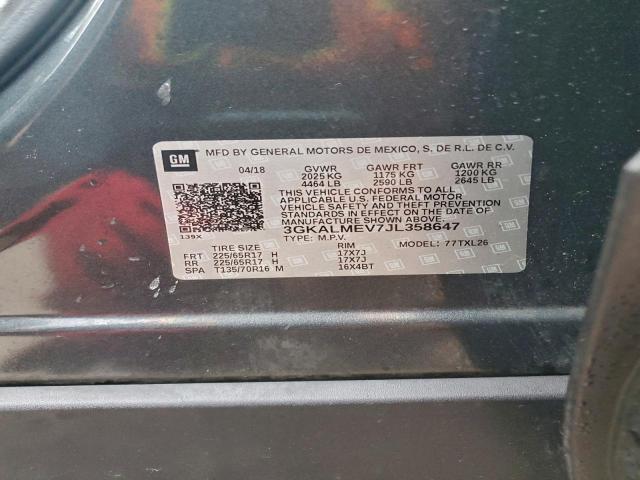 GM MFD BY GENERAL MOTORS DE MEXICO, S. DE R.L. DE C.V.
04/18 GVWR GAWR FRT GAWR RR
2025 KG 1175 KG 1200 KG
4464 LB 2590 LB 2645 LB
THIS VEHICLE CONFORMS TO ALL
APPLICABLE U.S. FEDERAL MOTOR
VEHICLE SAFETY AND THEFT PREVENTION
STANDARDS IN EFFECT ON THE DATE OF
MANUFACTURE SHOWN ABOVE.
3GKALMEV7JL358647
139X TYPE: M.P.V. MODEL: 77TXL26
TIRE SIZE RIM
FRT 225/65R17 H 17X7J
RR 225/65R17 H 17X7J
SPA T135/70R16 M 16X4BT